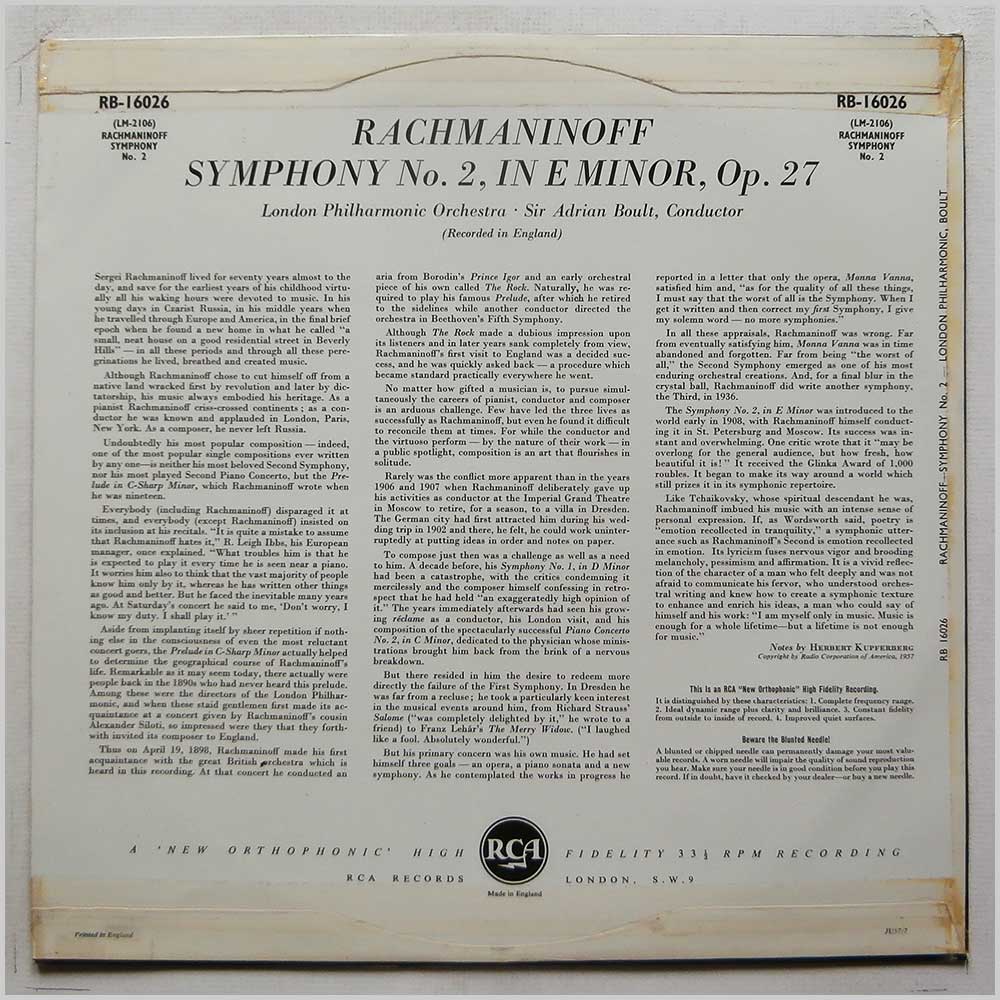 RB-16026
(LM-2106)
RACHMANINOFF
SYMPHONY
No. 2
RB-16026
(LM-2106)
RACHMANINOFF
SYMPHONY
No. 2
RACHMANINOFF
SYMPHONY No. 2, IN E MINOR, Op. 27
London Philharmonic Orchestra · Sir Adrian Boult, Conductor
(Recorded in England)
Sergei Rachmaninoff lived for seventy years almost to the
day, and save for the earliest years of his childhood virtu-
ally all his waking hours were devoted to music. In his
young days in Czarist Russia, in his middle years when
he travelled through Europe and America, in the final brief
epoch when he found a new home in what he called "a
small, neat house on a good residential street in Beverly
Hills" — in all these periods and through all these pere-
grinations he lived, breathed and created music.
Although Rachmaninoff chose to cut himself off from a
native land wracked first by revolution and later by dic-
tatorship, his music always embodied his heritage. As a
pianist Rachmaninoff criss-crossed continents; as a con-
ductor he was known and applauded in London, Paris,
New York. As a composer, he never left Russia.
Undoubtedly his most popular composition — indeed,
one of the most popular single compositions ever written
by any one—is neither his most beloved Second Symphony,
nor his most played Second Piano Concerto, but the Pre-
lude in C-Sharp Minor, which Rachmaninoff wrote when
he was nineteen.
Everybody (including Rachmaninoff) disparaged it at
times, and everybody (except Rachmaninoff) insisted on
its inclusion at his recitals. "It is quite a mistake to assume
that Rachmaninoff hates it," R. Leigh Ibbs, his European
manager, once explained. "What troubles him is that he
is expected to play it every time he is seen near a piano.
It worries him also to think that the vast majority of people
know him only by it, whereas he has written other things
as good and better. But he faced the inevitable many years
ago. At Saturday's concert he said to me, 'Don't worry, I
know my duty. I shall play it.' "
Aside from implanting itself by sheer repetition if noth-
ing else in the consciousness of even the most reluctant
concert goers, the Prelude in C-Sharp Minor actually helped
to determine the geographical course of Rachmaninoff's
life. Remarkable as it may seem today, there actually were
people back in the 1890s who had never heard this prelude.
Among these were the directors of the London Philhar-
monic, and when these staid gentlemen first made its ac-
quaintance at a concert given by Rachmaninoff's cousin
Alexander Siloti, so impressed were they that they forth-
with invited its composer to England.
Thus on April 19, 1898, Rachmaninoff made his first
acquaintance with the great British orchestra which is
heard in this recording. At that concert he conducted an
aria from Borodin's Prince Igor and an early orchestral
piece of his own called The Rock. Naturally, he was re-
quired to play his famous Prelude, after which he retired
to the sidelines while another conductor directed the
orchestra in Beethoven's Fifth Symphony.
Although The Rock made a dubious impression upon
its listeners and in later years sank completely from view,
Rachmaninoff's first visit to England was a decided suc-
cess, and he was quickly asked back — a procedure which
became standard practically everywhere he went.
No matter how gifted a musician is, to pursue simul-
taneously the careers of pianist, conductor and composer
is an arduous challenge. Few have led the three lives as
successfully as Rachmaninoff, but even he found it difficult
to reconcile them at times. For while the conductor and
the virtuoso perform — by the nature of their work — in
a public spotlight, composition is an art that flourishes in
solitude.
Rarely was the conflict more apparent than in the years
1906 and 1907 when Rachmaninoff deliberately gave up
his activities as conductor at the Imperial Grand Theatre
in Moscow to retire, for a season, to a villa in Dresden.
The German city had first attracted him during his wed-
ding trip in 1902 and there, he felt, he could work unin-
terruptedly at putting ideas in order and notes on paper.
To compose just then was a challenge as well as a need
to him. A decade before, his Symphony No. 1, in D Minor
had been a catastrophe, with the critics condemning it
mercilessly and the composer himself confessing in retro-
spect that he had held "an exaggeratedly high opinion of
it." The years immediately afterwards had seen his grow-
ing réclame as a conductor, his London visit, and his
composition of the spectacularly successful Piano Concerto
No. 2, in C Minor, dedicated to the physician whose minis-
trations brought him back from the brink of a nervous
breakdown.
But there resided in him the desire to redeem more
directly the failure of the First Symphony. In Dresden he
was far from a recluse; he took a particularly keen interest
in the musical events around him, from Richard Strauss'
Salome ("was completely delighted by it," he wrote to a
friend) to Franz Lehár's The Merry Widow. ("I laughed
like a fool. Absolutely wonderful.")
But his primary concern was his own music. He had set
himself three goals — an opera, a piano sonata and a new
symphony. As he contemplated the works in progress he
reported in a letter that only the opera, Monna Vanna,
satisfied him and, "as for the quality of all these things,
I must say that the worst of all is the Symphony. When I
get it written and then correct my first Symphony, I give
my solemn word — no more symphonies."
In all these appraisals, Rachmaninoff was wrong. Far
from eventually satisfying him, Monna Vanna was in time
abandoned and forgotten. Far from being "the worst of
all," the Second Symphony emerged as one of his most
enduring orchestral creations. And, for a final blur in the
crystal ball, Rachmaninoff did write another symphony,
the Third, in 1936.
The Symphony No. 2, in E Minor was introduced to the
world early in 1908, with Rachmaninoff himself conduct-
ing it in St. Petersburg and Moscow. Its success was in-
stant and overwhelming. One critic wrote that it "may be
overlong for the general audience, but how fresh, how
beautiful it is!" It received the Glinka Award of 1,000
roubles. It began to make its way around a world which
still prizes it in its symphonic repertoire.
Like Tchaikovsky, whose spiritual descendant he was,
Rachmaninoff imbued his music with an intense sense of
personal expression. If, as Wordsworth said, poetry is
"emotion recollected in tranquility," a symphonic utter-
ance such as Rachmaninoff's Second is emotion recollected
in emotion. Its lyricism fuses nervous vigor and brooding
melancholy, pessimism and affirmation. It is a vivid reflec-
tion of the character of a man who felt deeply and was not
afraid to communicate his fervor, who understood orches-
tral writing and knew how to create a symphonic texture
to enhance and enrich his ideas, a man who could say of
himself and his work: "I am myself only in music. Music is
enough for a whole lifetime—but a lifetime is not enough
for music."
Notes by HERBERT KUPFERBERG
Copyright by Radio Corporation of America, 1957
This Is an RCA "New Orthophonic" High Fidelity Recording.
It is distinguished by these characteristics: 1. Complete frequency range.
2. Ideal dynamic range plus clarity and brilliance. 3. Constant fidelity
from outside to inside of record. 4. Improved quiet surfaces.
Beware the Blunted Needle!
A blunted or chipped needle can permanently damage your most valu-
able records. A worn needle will impair the quality of sound reproduction
you hear. Make sure your needle is in good condition before you play this
record. If in doubt, have it checked by your dealer—or buy a new needle.
RB 16026 RACHMANINOFF—SYMPHONY No. 2 — LONDON PHILHARMONIC, BOULT
A 'NEW ORTHOPHONIC' HIGH FIDELITY 33⅓ RPM RECORDING
RCA
RCA RECORDS LONDON, S.W.9
Made in England
Printed in England